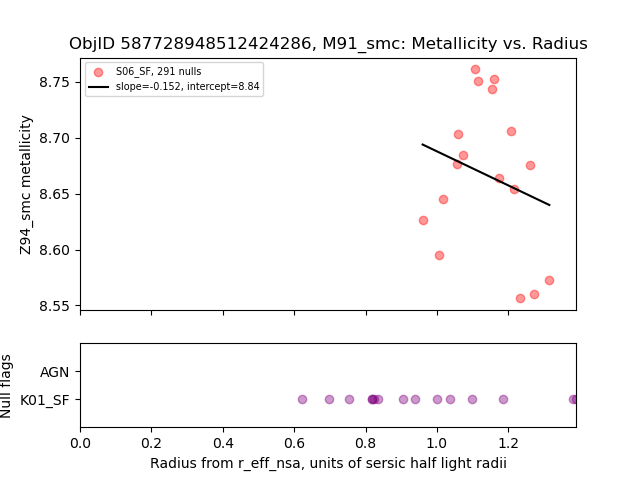 ObjID 587728948512424286, M91_smc: Metallicity vs. Radius
S06_SF, 291 nulls
slope=-0.152, intercept=8.84
Z94_smc metallicity
8.75
8.70
8.65
8.60
8.55
Null flags
AGN
K01_SF
0.0 0.2 0.4 0.6 0.8 1.0 1.2
Radius from r_eff_nsa, units of sersic half light radii